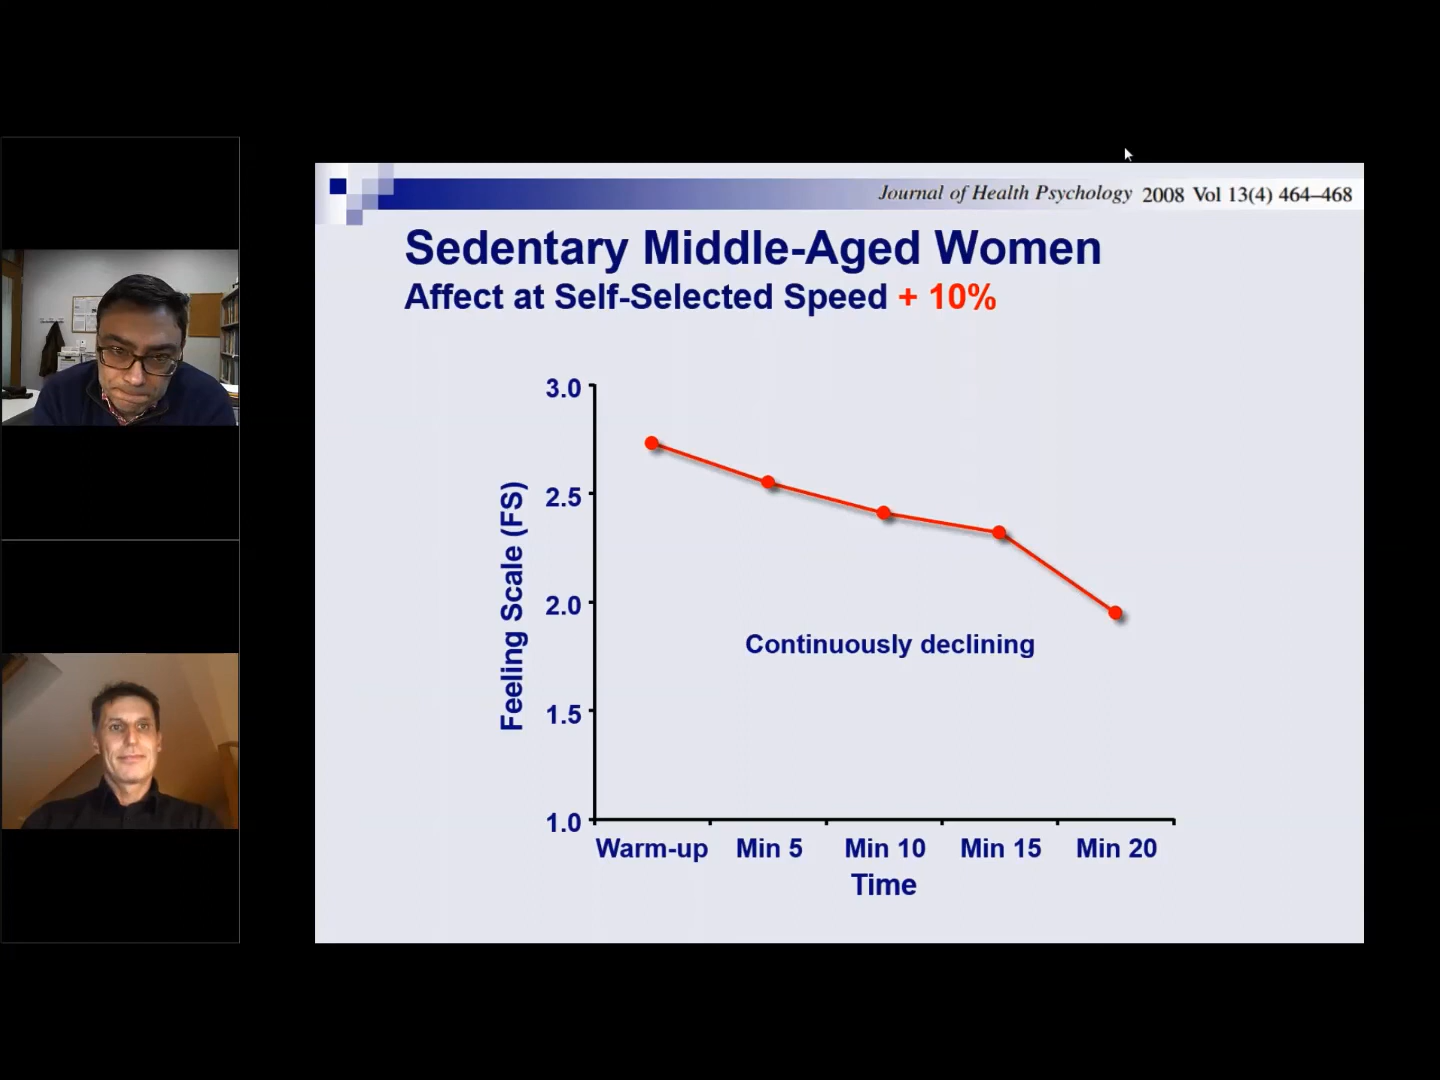 Journal of Health Psychology 2008 Vol 13(4) 464–468
Sedentary Middle-Aged Women
Affect at Self-Selected Speed + 10%
3.0
2.5
2.0
1.5
1.0
Feeling Scale (FS)
Continuously declining
Warm-up Min 5 Min 10 Min 15 Min 20
Time